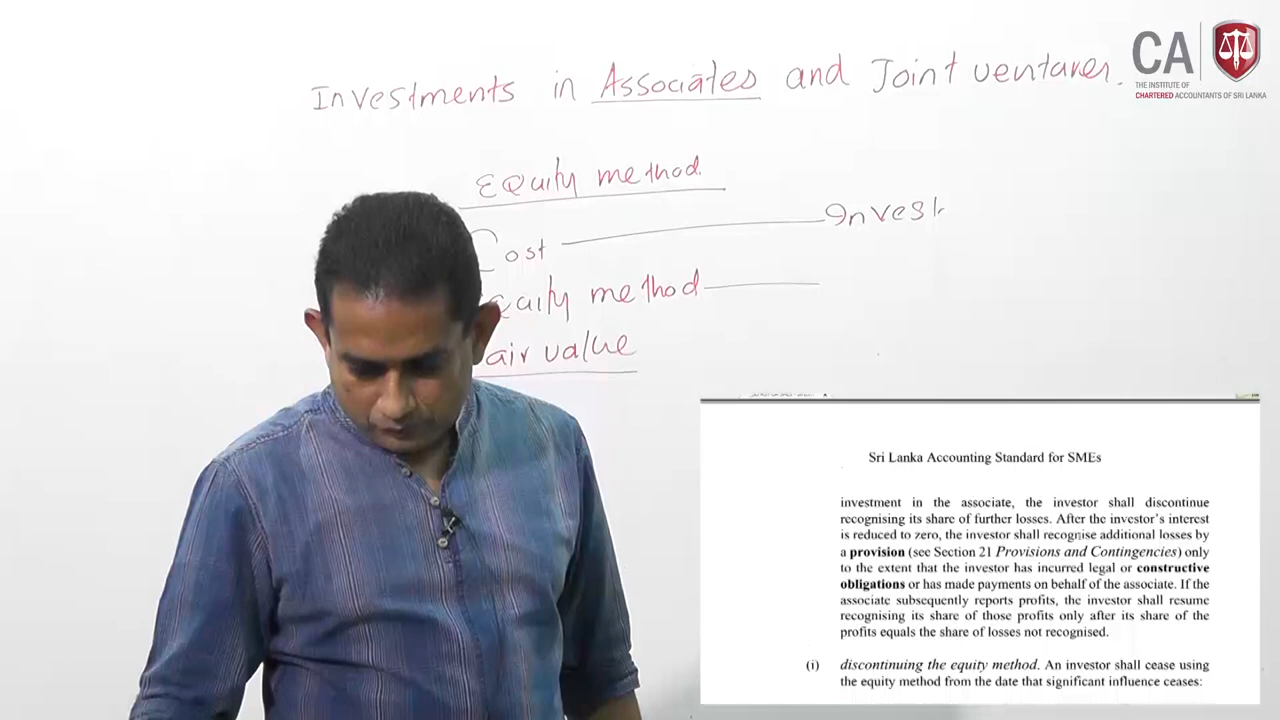 Investments in Associates and Joint ventures.
CA
THE INSTITUTE OF
CHARTERED ACCOUNTANTS OF SRI LANKA
Equity method.
Cost
Invest
Equity method
air value
Sri Lanka Accounting Standard for SMEs
investment in the associate, the investor shall discontinue
recognising its share of further losses. After the investor's interest
is reduced to zero, the investor shall recognise additional losses by
a provision (see Section 21 Provisions and Contingencies) only
to the extent that the investor has incurred legal or constructive
obligations or has made payments on behalf of the associate. If the
associate subsequently reports profits, the investor shall resume
recognising its share of those profits only after its share of the
profits equals the share of losses not recognised.
(i) discontinuing the equity method. An investor shall cease using
the equity method from the date that significant influence ceases: